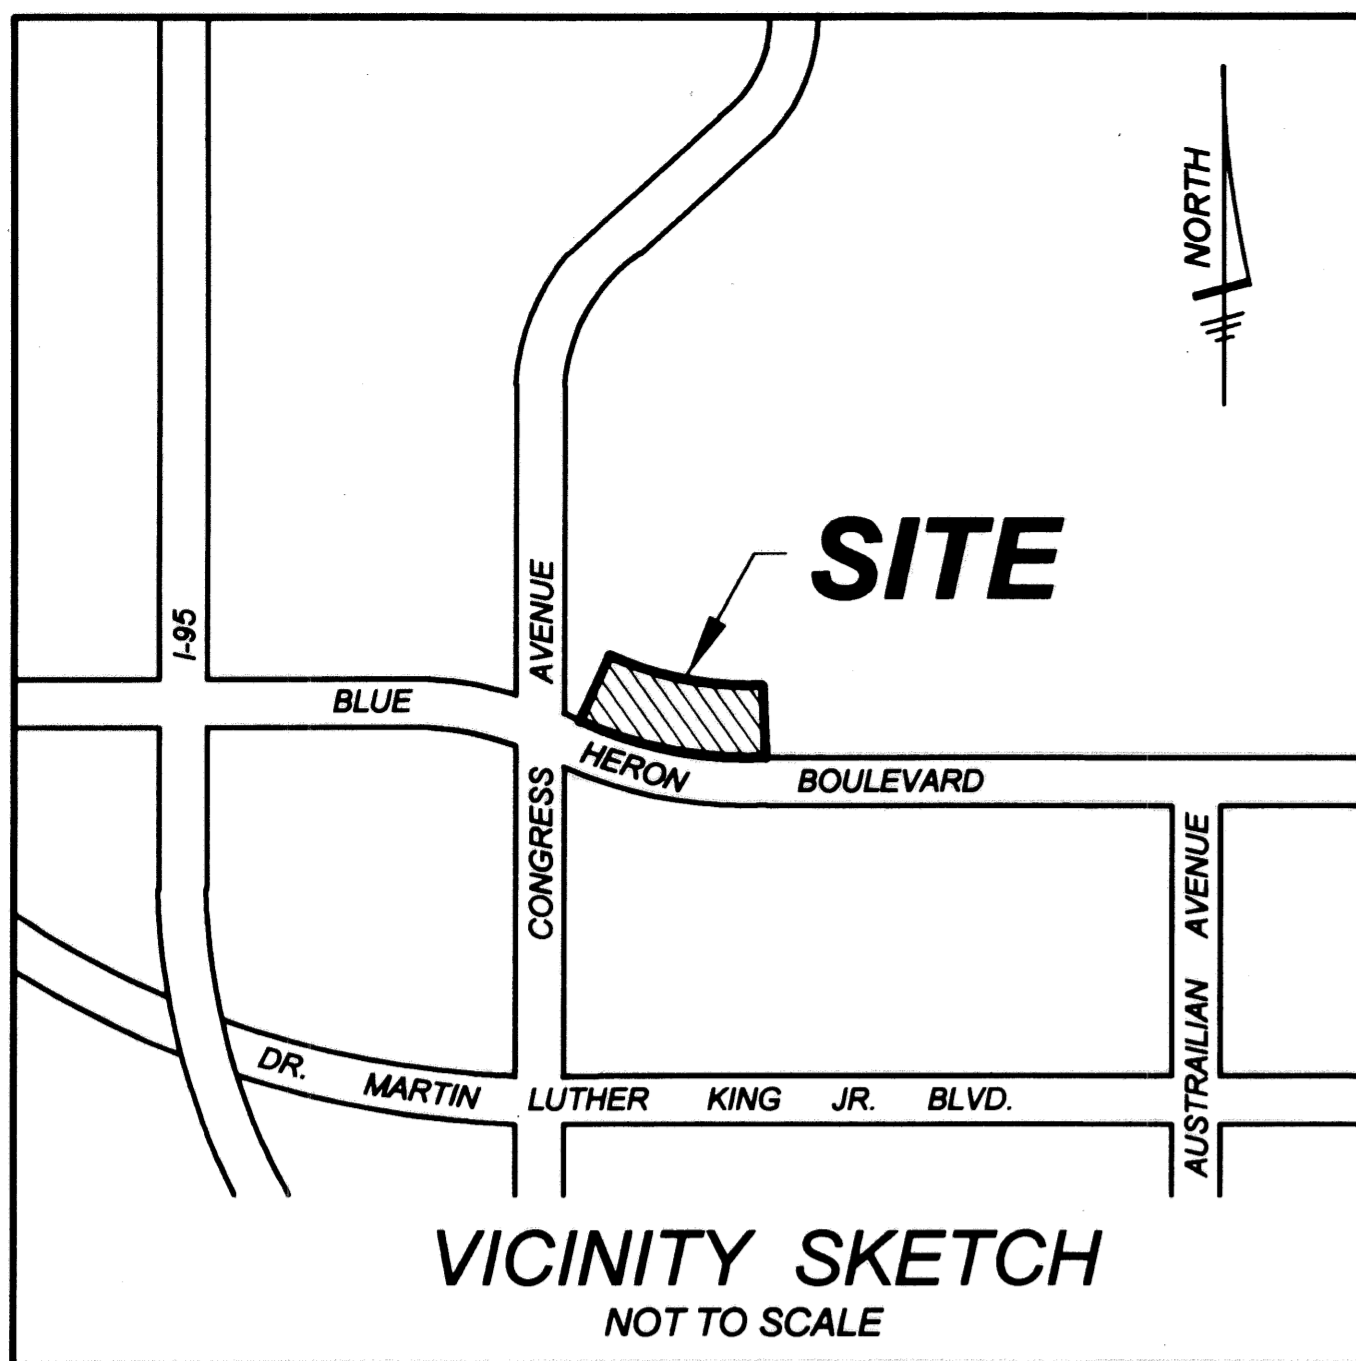 NORTH
SITE
I-95
CONGRESS AVENUE
BLUE HERON BOULEVARD
AUSTRAILIAN AVENUE
DR. MARTIN LUTHER KING JR. BLVD.
VICINITY SKETCH
NOT TO SCALE